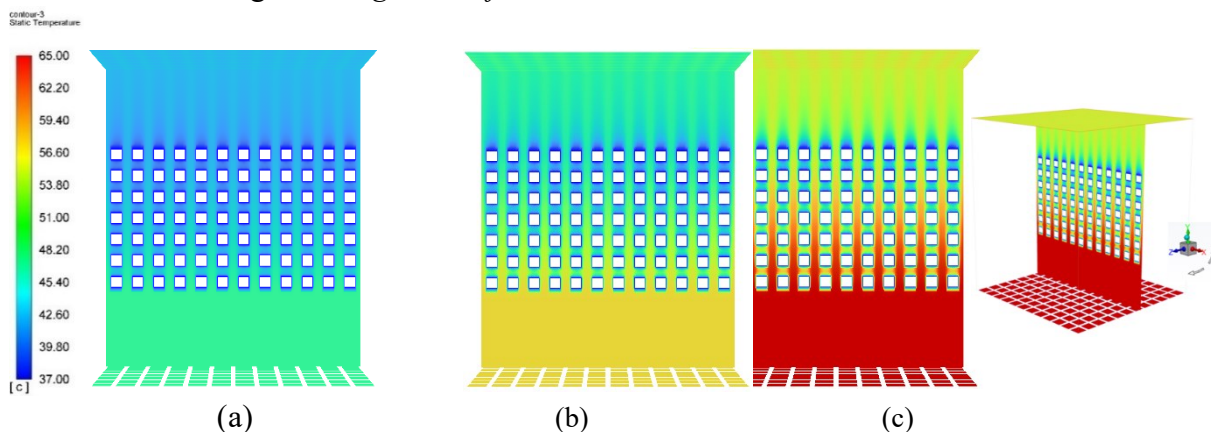 contour-3
Static Temperature
65.00
62.20
59.40
56.60
53.80
51.00
48.20
45.40
42.60
39.80
37.00
[ c ]
(a)
(b)
(c)
Z
X